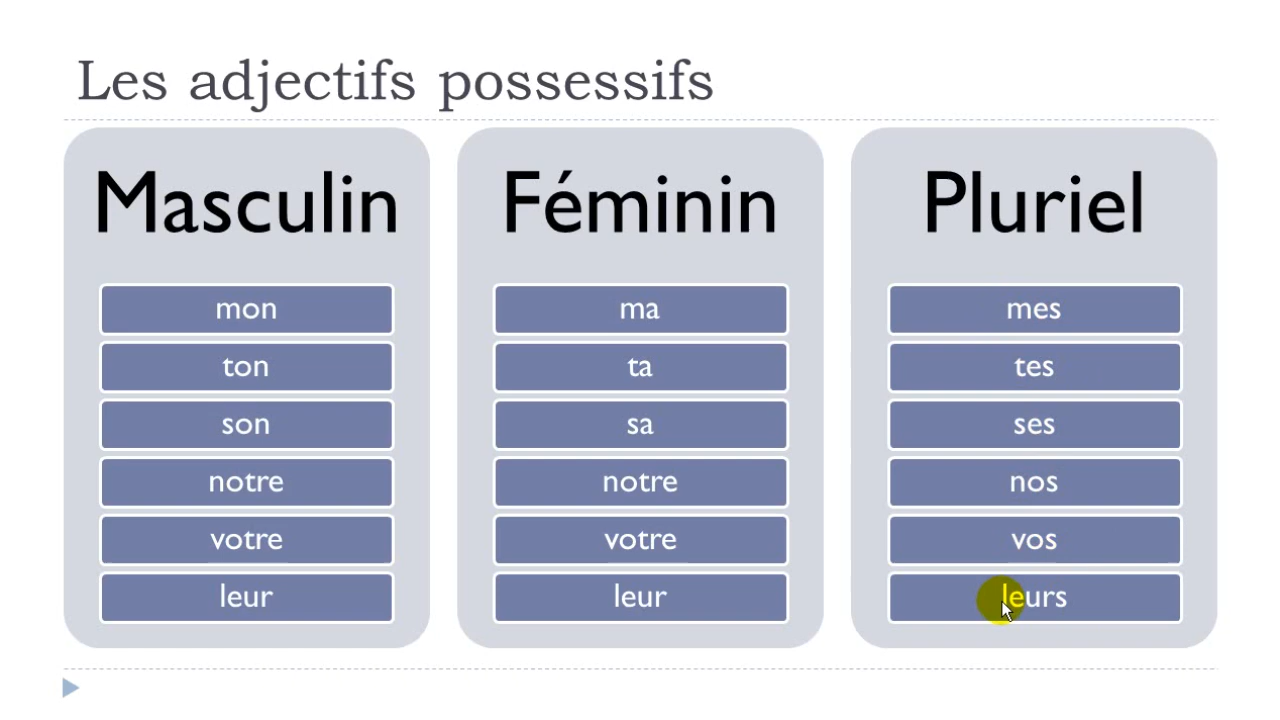 Les adjectifs possessifs
Masculin
mon
ton
son
notre
votre
leur
Féminin
ma
ta
sa
notre
votre
leur
Pluriel
mes
tes
ses
nos
vos
leurs